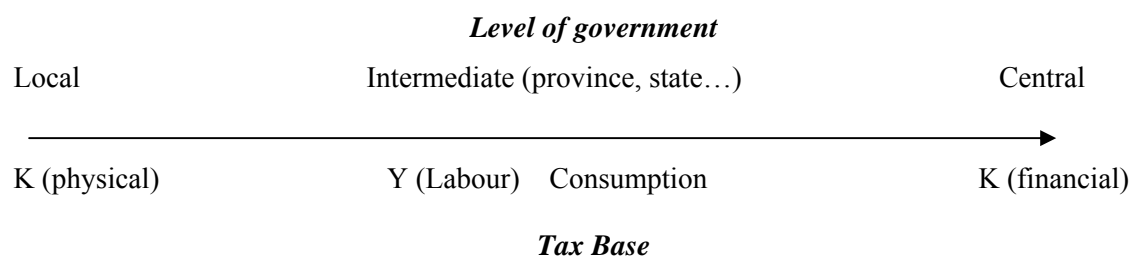 Level of government
Local Intermediate (province, state…) Central
K (physical) Y (Labour) Consumption K (financial)
Tax Base